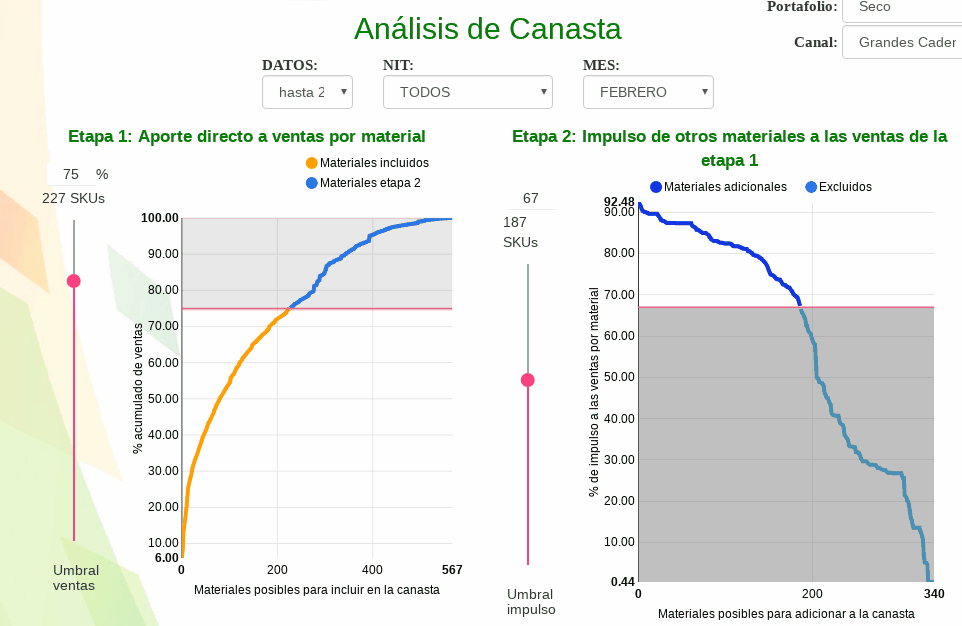 Portafolio: Seco
Análisis de Canasta
Canal: Grandes Cader
DATOS: NIT: MES:
hasta 2 TODOS FEBRERO
Etapa 1: Aporte directo a ventas por material
75 %
227 SKUs
Materiales incluidos
Materiales etapa 2
100.00
90.00
80.00
70.00
60.00
50.00
40.00
30.00
20.00
10.00
6.00
% acumulado de ventas
0 200 400 567
Materiales posibles para incluir en la canasta
Umbral
ventas
Etapa 2: Impulso de otros materiales a las ventas de la
etapa 1
67
187
SKUs
Materiales adicionales Excluidos
92.48
90.00
80.00
70.00
60.00
50.00
40.00
30.00
20.00
10.00
0.44
% de impulso a las ventas por material
0 200 340
Materiales posibles para adicionar a la canasta
Umbral
impulso